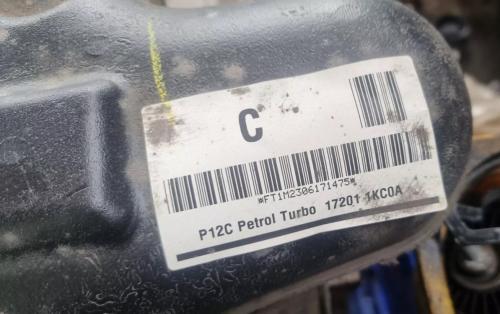 C
*FT1M2306171475*
P12C Petrol Turbo 17201 1KC0A